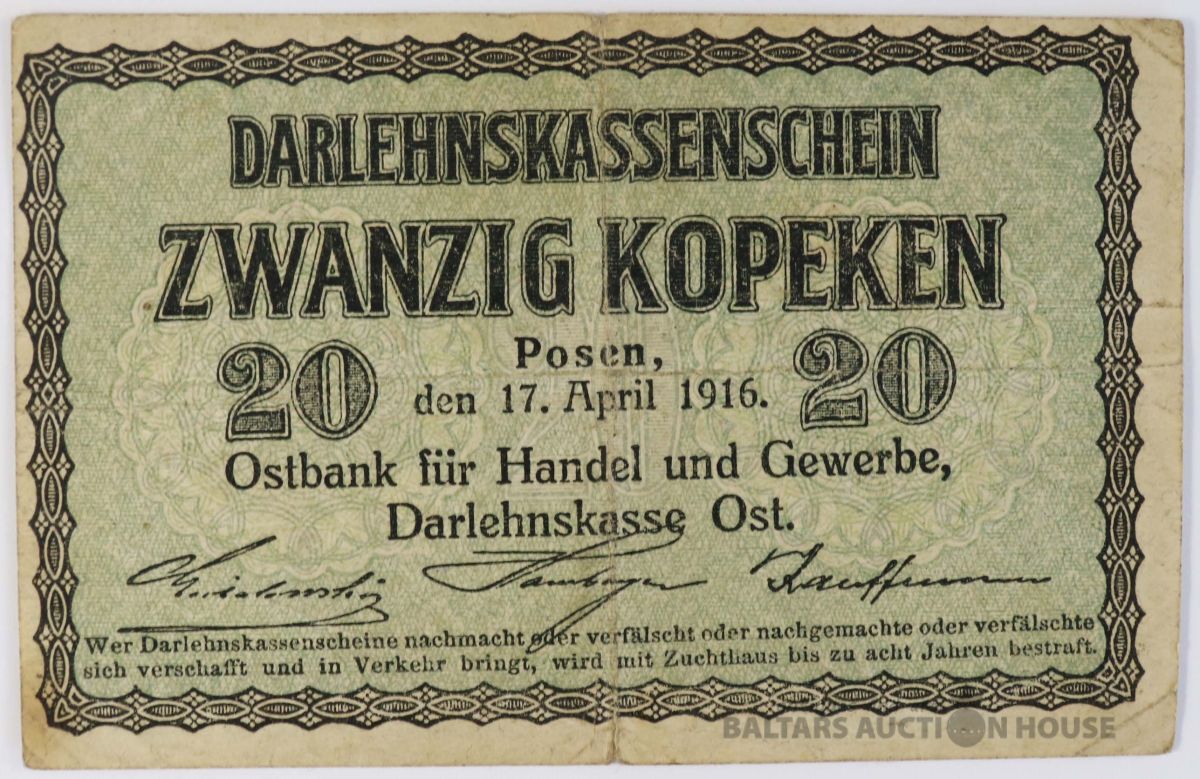 DARLEHNSKASSENSCHEIN
ZWANZIG KOPEKEN
20 Posen, 20
den 17. April 1916.
Ostbank für Handel und Gewerbe,
Darlehnskasse Ost.
Kauffmann
Wer Darlehnskassenscheine nachmacht oder verfälscht oder nachgemachte oder verfälschte
sich verschafft und in Verkehr bringt, wird mit Zuchthaus bis zu acht Jahren bestraft.
BALTARS AUCTION HOUSE